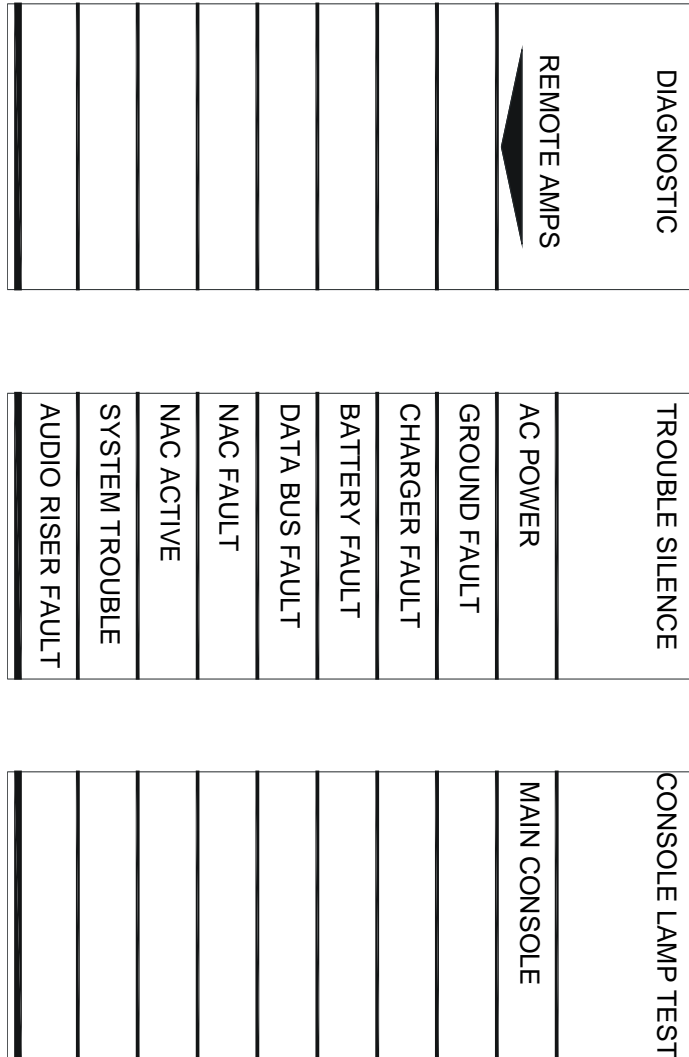 DIAGNOSTIC
REMOTE AMPS
TROUBLE SILENCE
AC POWER
GROUND FAULT
CHARGER FAULT
BATTERY FAULT
DATA BUS FAULT
NAC FAULT
NAC ACTIVE
SYSTEM TROUBLE
AUDIO RISER FAULT
CONSOLE LAMP TEST
MAIN CONSOLE